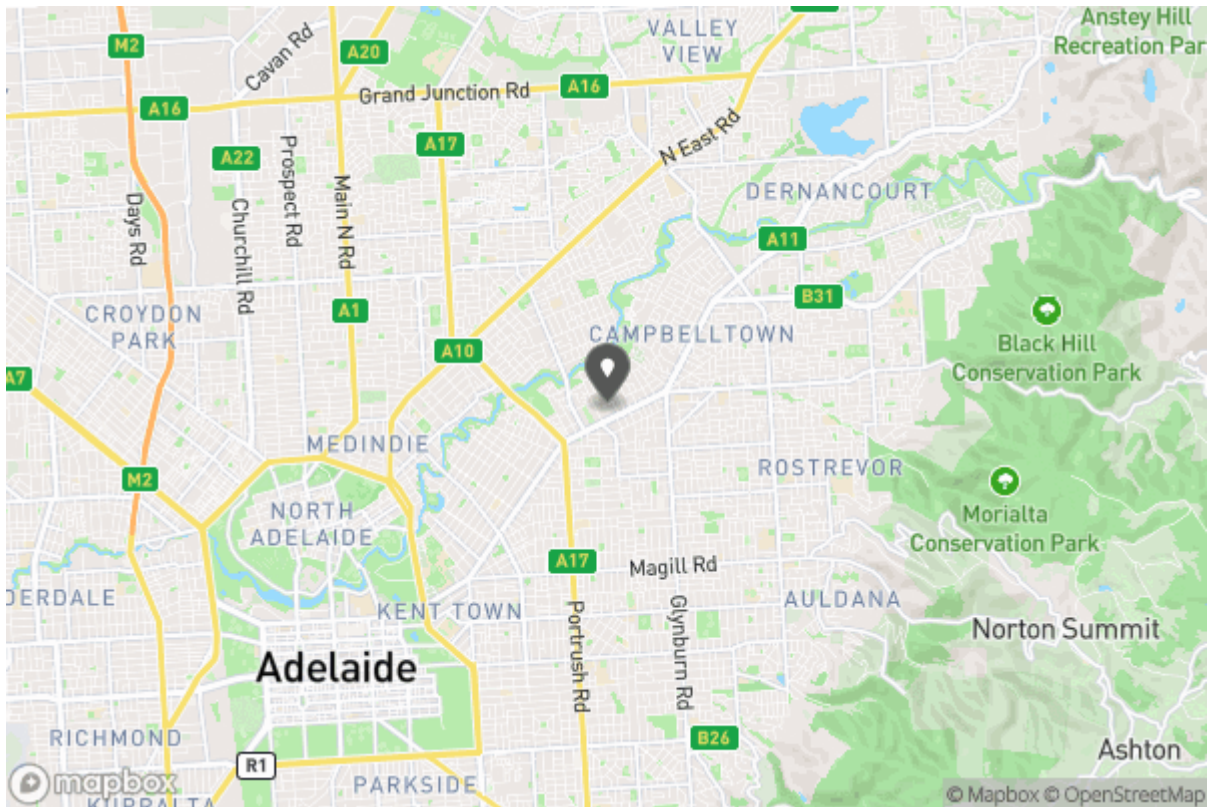 M2
Cavan Rd
A20
VALLEY
VIEW
Anstey Hill
Recreation Par
A16
Grand Junction Rd
A16
A22
A17
N East Rd
Prospect Rd
Main N Rd
Days Rd
Churchill Rd
DERNANCOURT
A11
B31
A1
CROYDON
PARK
CAMPBELLTOWN
A10
Black Hill
Conservation Park
A7
MEDINDIE
M2
ROSTREVOR
NORTH
ADELAIDE
Morialta
Conservation Park
A17
Magill Rd
DERDALE
KENT TOWN
Portrush Rd
Glynburn Rd
AULDANA
Norton Summit
Adelaide
RICHMOND
B26
Ashton
R1
mapbox
PARKSIDE
KURRALTA
© Mapbox © OpenStreetMap